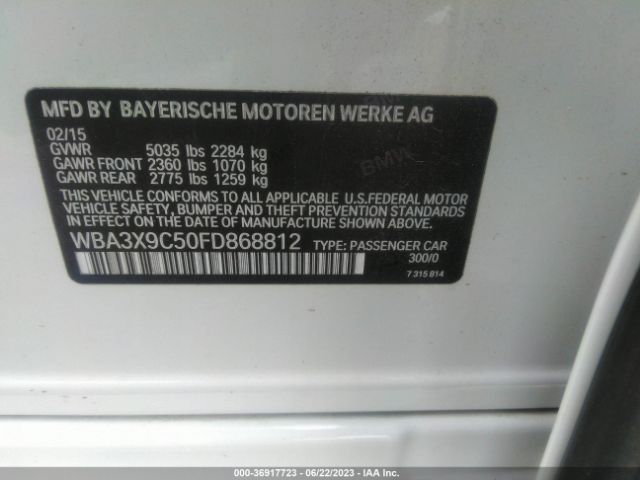 MFD BY BAYERISCHE MOTOREN WERKE AG
02/15
GVWR 5035 lbs 2284 kg
GAWR FRONT 2360 lbs 1070 kg
GAWR REAR 2775 lbs 1259 kg
BMW
THIS VEHICLE CONFORMS TO ALL APPLICABLE U.S.FEDERAL MOTOR
VEHICLE SAFETY, BUMPER AND THEFT PREVENTION STANDARDS
IN EFFECT ON THE DATE OF MANUFACTURE SHOWN ABOVE.
WBA3X9C50FD868812 TYPE: PASSENGER CAR
300/0
7 315 814
000-36917723 - 06/22/2023 - IAA Inc.